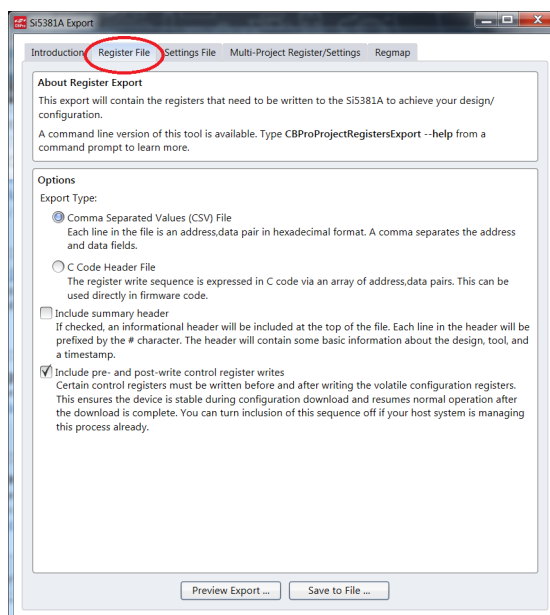 Si5381A Export
Introduction Register File Settings File Multi-Project Register/Settings Regmap
About Register Export
This export will contain the registers that need to be written to the Si5381A to achieve your design/
configuration.
A command line version of this tool is available. Type CBProProjectRegistersExport --help from a
command prompt to learn more.
Options
Export Type:
Comma Separated Values (CSV) File
Each line in the file is an address,data pair in hexadecimal format. A comma separates the address
and data fields.
C Code Header File
The register write sequence is expressed in C code via an array of address,data pairs. This can be
used directly in firmware code.
Include summary header
If checked, an informational header will be included at the top of the file. Each line in the header will be
prefixed by the # character. The header will contain some basic information about the design, tool, and
a timestamp.
Include pre- and post-write control register writes
Certain control registers must be written before and after writing the volatile configuration registers.
This ensures the device is stable during configuration download and resumes normal operation after
the download is complete. You can turn inclusion of this sequence off if your host system is managing
this process already.
Preview Export ... Save to File ...